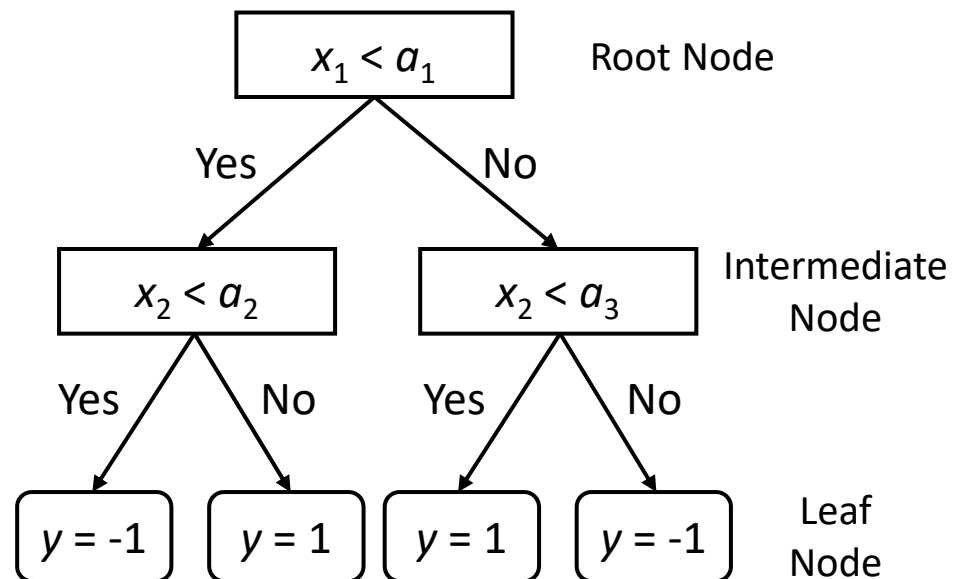 x₁ < a₁
Root Node
Yes
No
x₂ < a₂
x₂ < a₃
Intermediate
Node
Yes
No
Yes
No
y = -1
y = 1
y = 1
y = -1
Leaf
Node